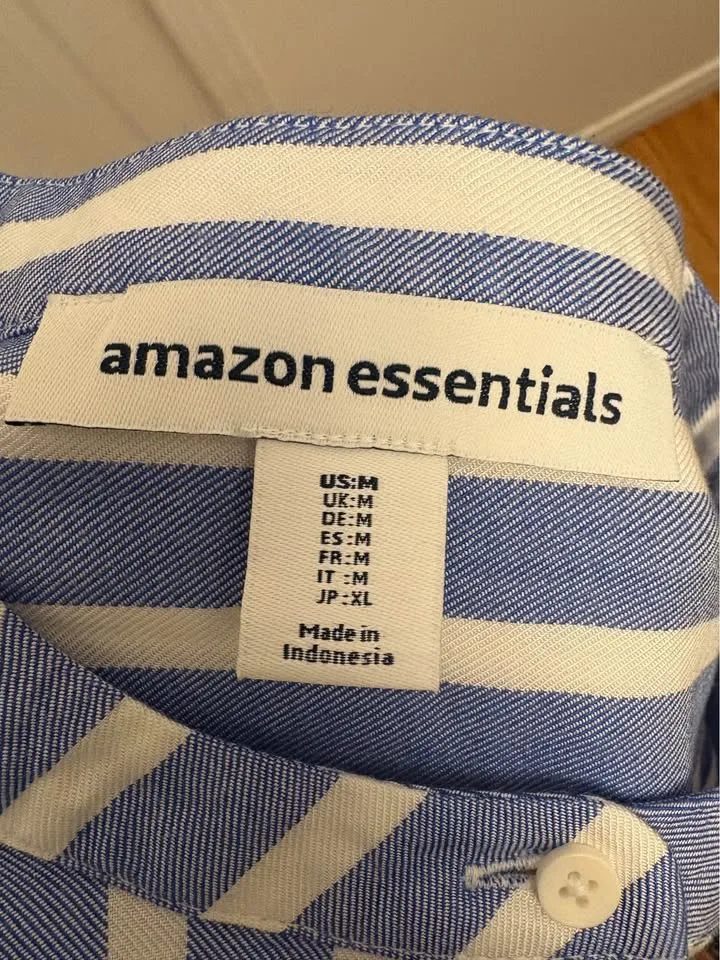 amazon essentials
US:M
UK:M
DE:M
ES:M
FR:M
IT :M
JP:XL
Made in
Indonesia